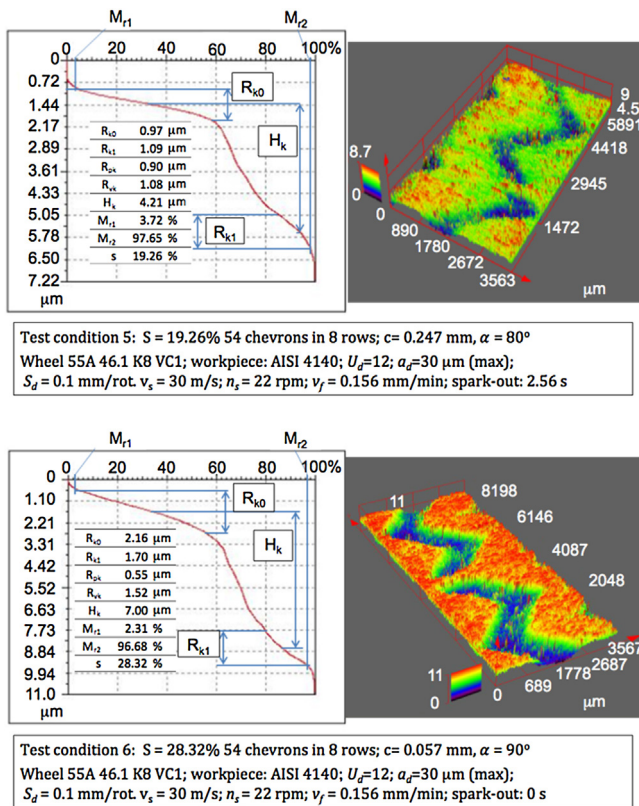 Mr1 Mr2
0 20 40 60 80 100%
0
0.72
1.44
2.17
2.89
3.61
4.33
5.05
5.78
6.50
7.22
μm
Rk0
Hk
Rk1
Rk0 0.97 μm
Rk1 1.09 μm
Rpk 0.90 μm
Rvk 1.08 μm
Hk 4.21 μm
Mr1 3.72 %
Mr2 97.65 %
s 19.26 %
9
4.5
5891
4418
2945
1472
8.7
0
0
890
1780
2672
3563
μm
Test condition 5: S = 19.26% 54 chevrons in 8 rows; c= 0.247 mm, α = 80º
Wheel 55A 46.1 K8 VC1; workpiece: AISI 4140; Ud=12; ad=30 μm (max);
Sd = 0.1 mm/rot. vs = 30 m/s; ns = 22 rpm; vf = 0.156 mm/min; spark-out: 2.56 s
Mr1 Mr2
0 20 40 60 80 100%
0
1.10
2.21
3.31
4.42
5.52
6.63
7.73
8.84
9.94
11.0
μm
Rk0
Hk
Rk1
Rk0 2.16 μm
Rk1 1.70 μm
Rpk 0.55 μm
Rvk 1.52 μm
Hk 7.00 μm
Mr1 2.31 %
Mr2 96.68 %
s 28.32 %
11
8198
6146
4087
2048
11
0
0
689
1778
2687
3567
μm
Test condition 6: S = 28.32% 54 chevrons in 8 rows; c= 0.057 mm, α = 90º
Wheel 55A 46.1 K8 VC1; workpiece: AISI 4140; Ud=12; ad=30 μm (max);
Sd = 0.1 mm/rot. vs = 30 m/s; ns = 22 rpm; vf = 0.156 mm/min; spark-out: 0 s